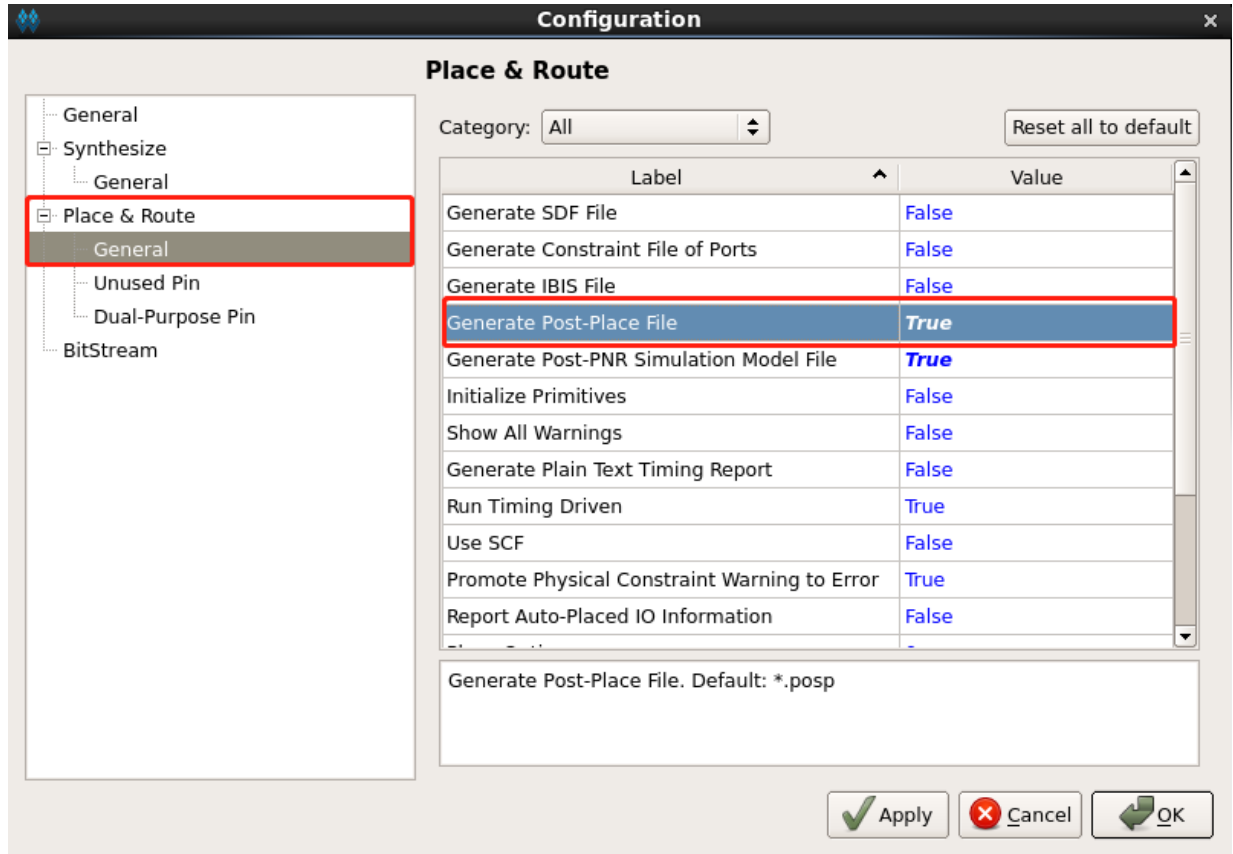 Configuration
Place & Route
General
Synthesize
General
Place & Route
General
Unused Pin
Dual-Purpose Pin
BitStream
Category: All
Reset all to default
Label Value
Generate SDF File False
Generate Constraint File of Ports False
Generate IBIS File False
Generate Post-Place File True
Generate Post-PNR Simulation Model File True
Initialize Primitives False
Show All Warnings False
Generate Plain Text Timing Report False
Run Timing Driven True
Use SCF False
Promote Physical Constraint Warning to Error True
Report Auto-Placed IO Information False
Generate Post-Place File. Default: *.posp
Apply Cancel OK